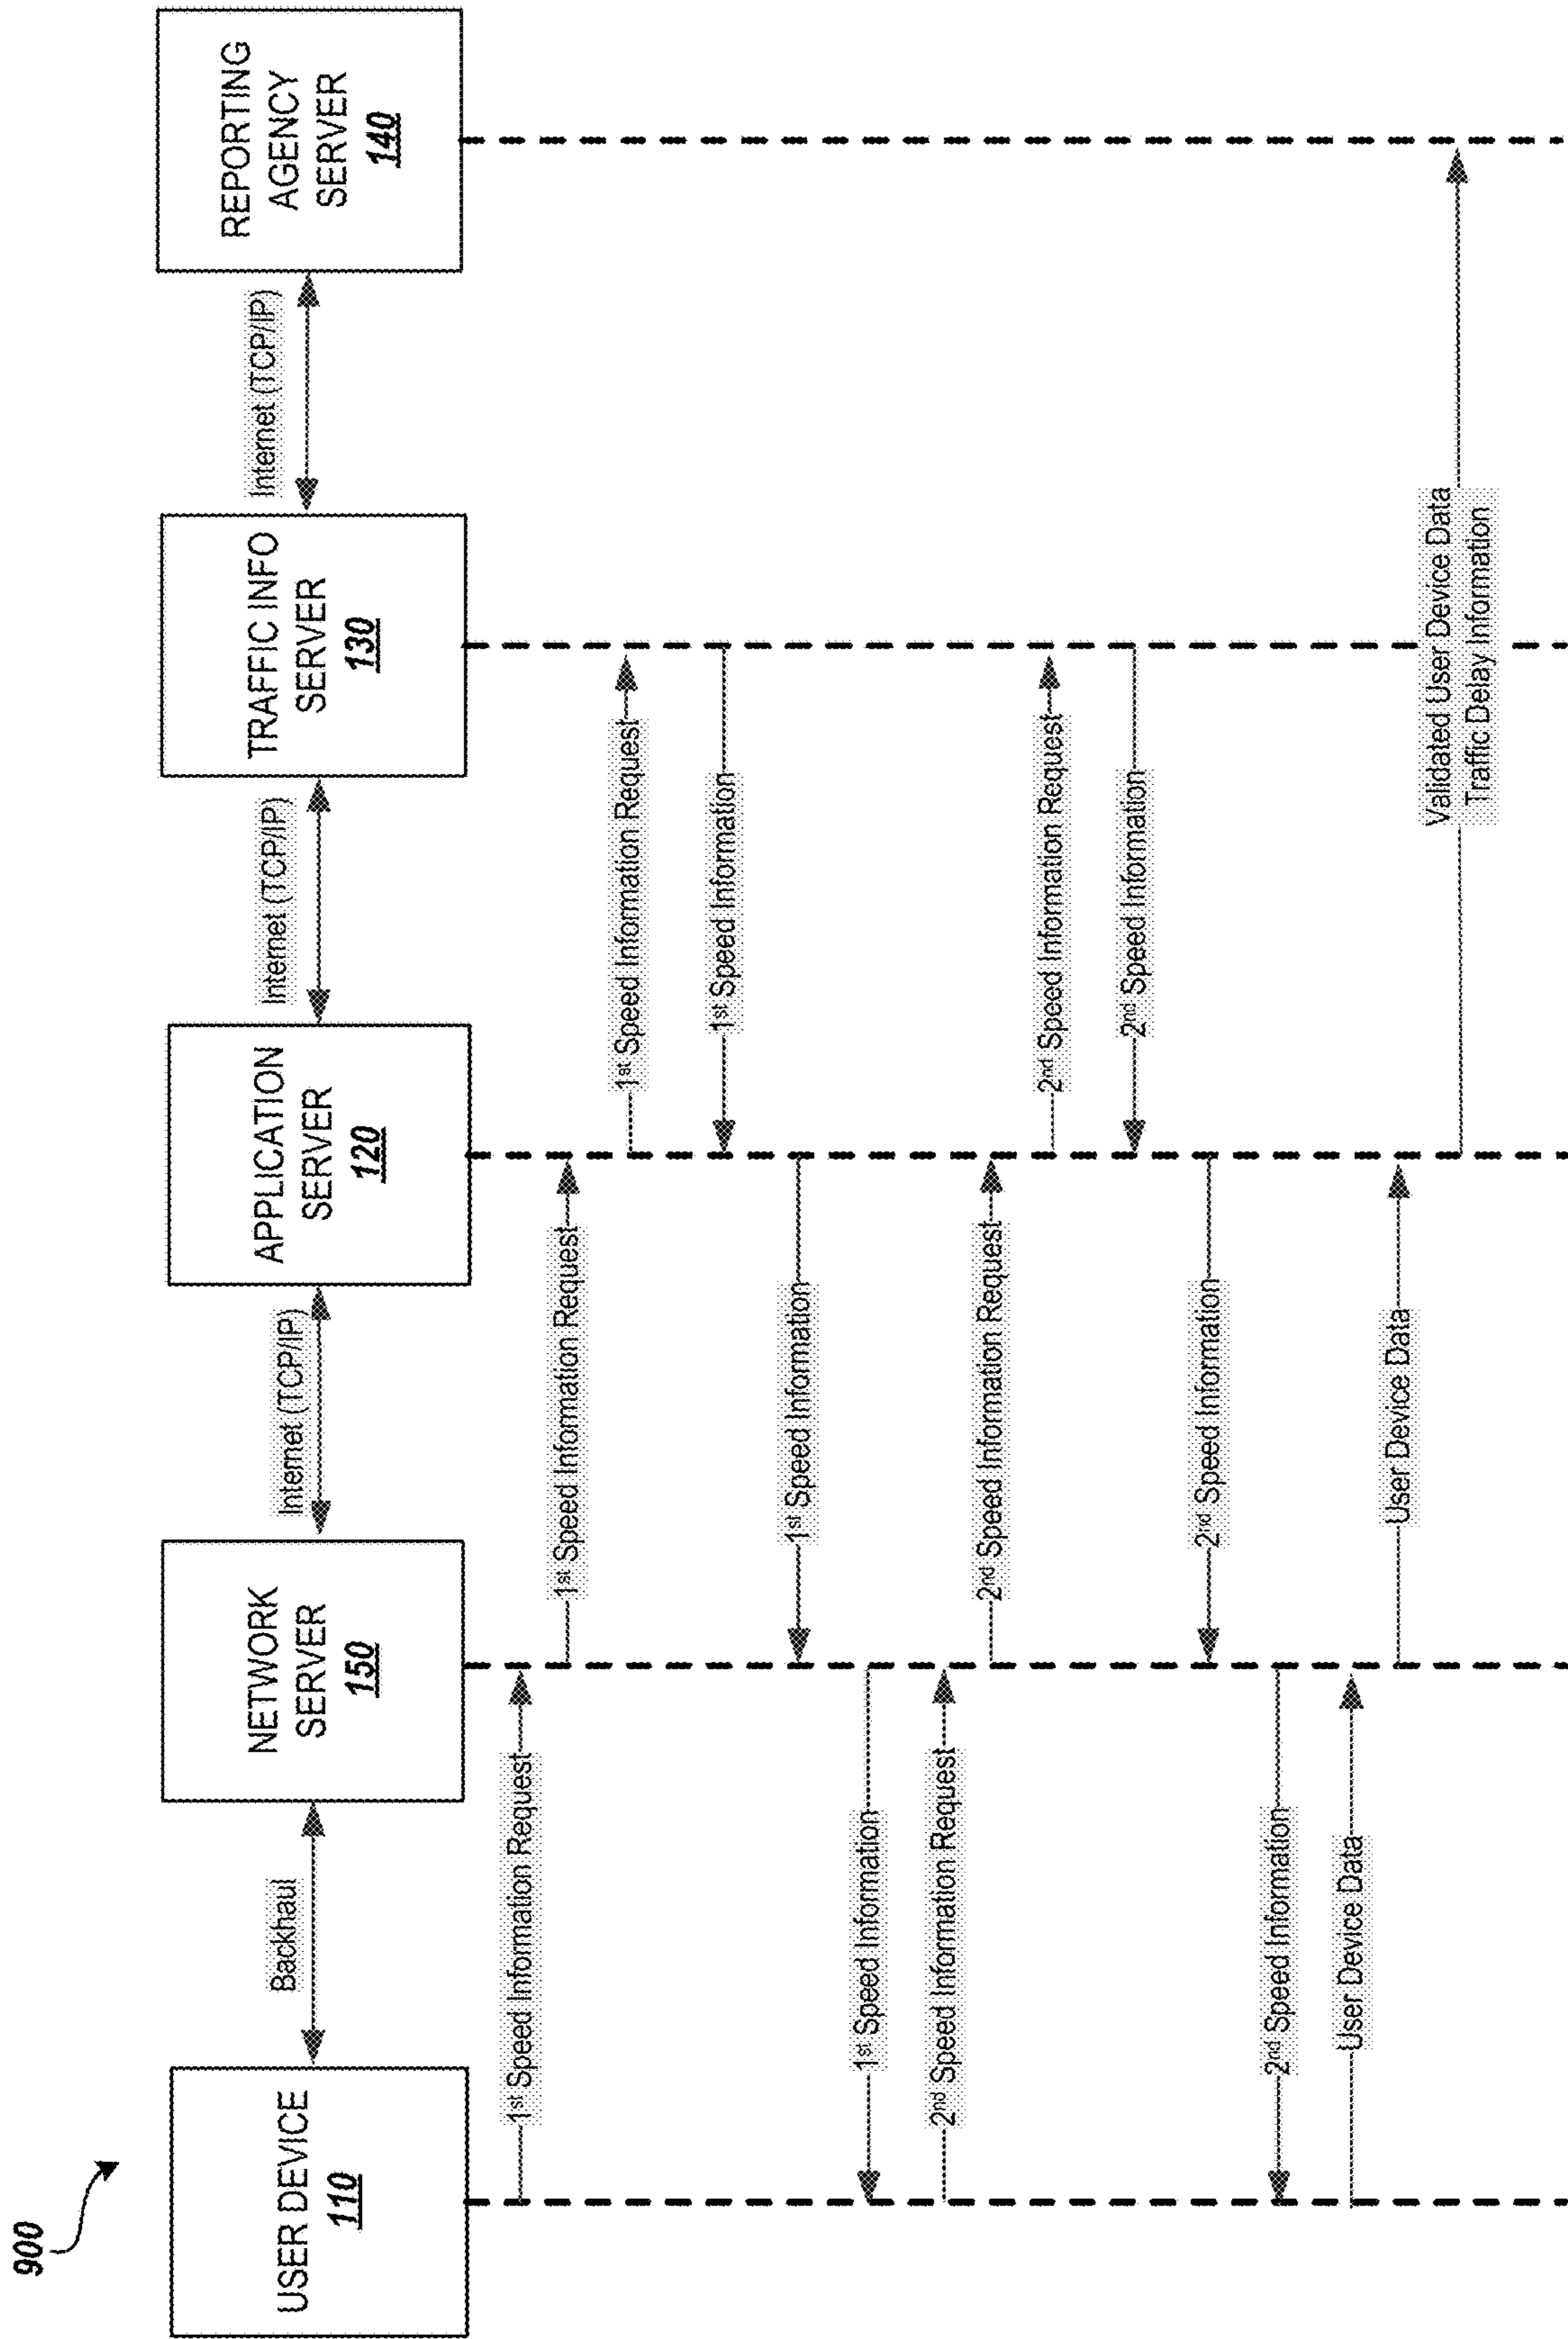 900
USER DEVICE
110
Backhaul
NETWORK
SERVER
150
Internet (TCP/IP)
APPLICATION
SERVER
120
Internet (TCP/IP)
TRAFFIC INFO
SERVER
130
Internet (TCP/IP)
REPORTING
AGENCY
SERVER
140
1st Speed Information Request
1st Speed Information Request
1st Speed Information Request
1st Speed Information
1st Speed Information
1st Speed Information
2nd Speed Information Request
2nd Speed Information Request
2nd Speed Information Request
2nd Speed Information
2nd Speed Information
2nd Speed Information
User Device Data
User Device Data
Validated User Device Data
Traffic Delay Information